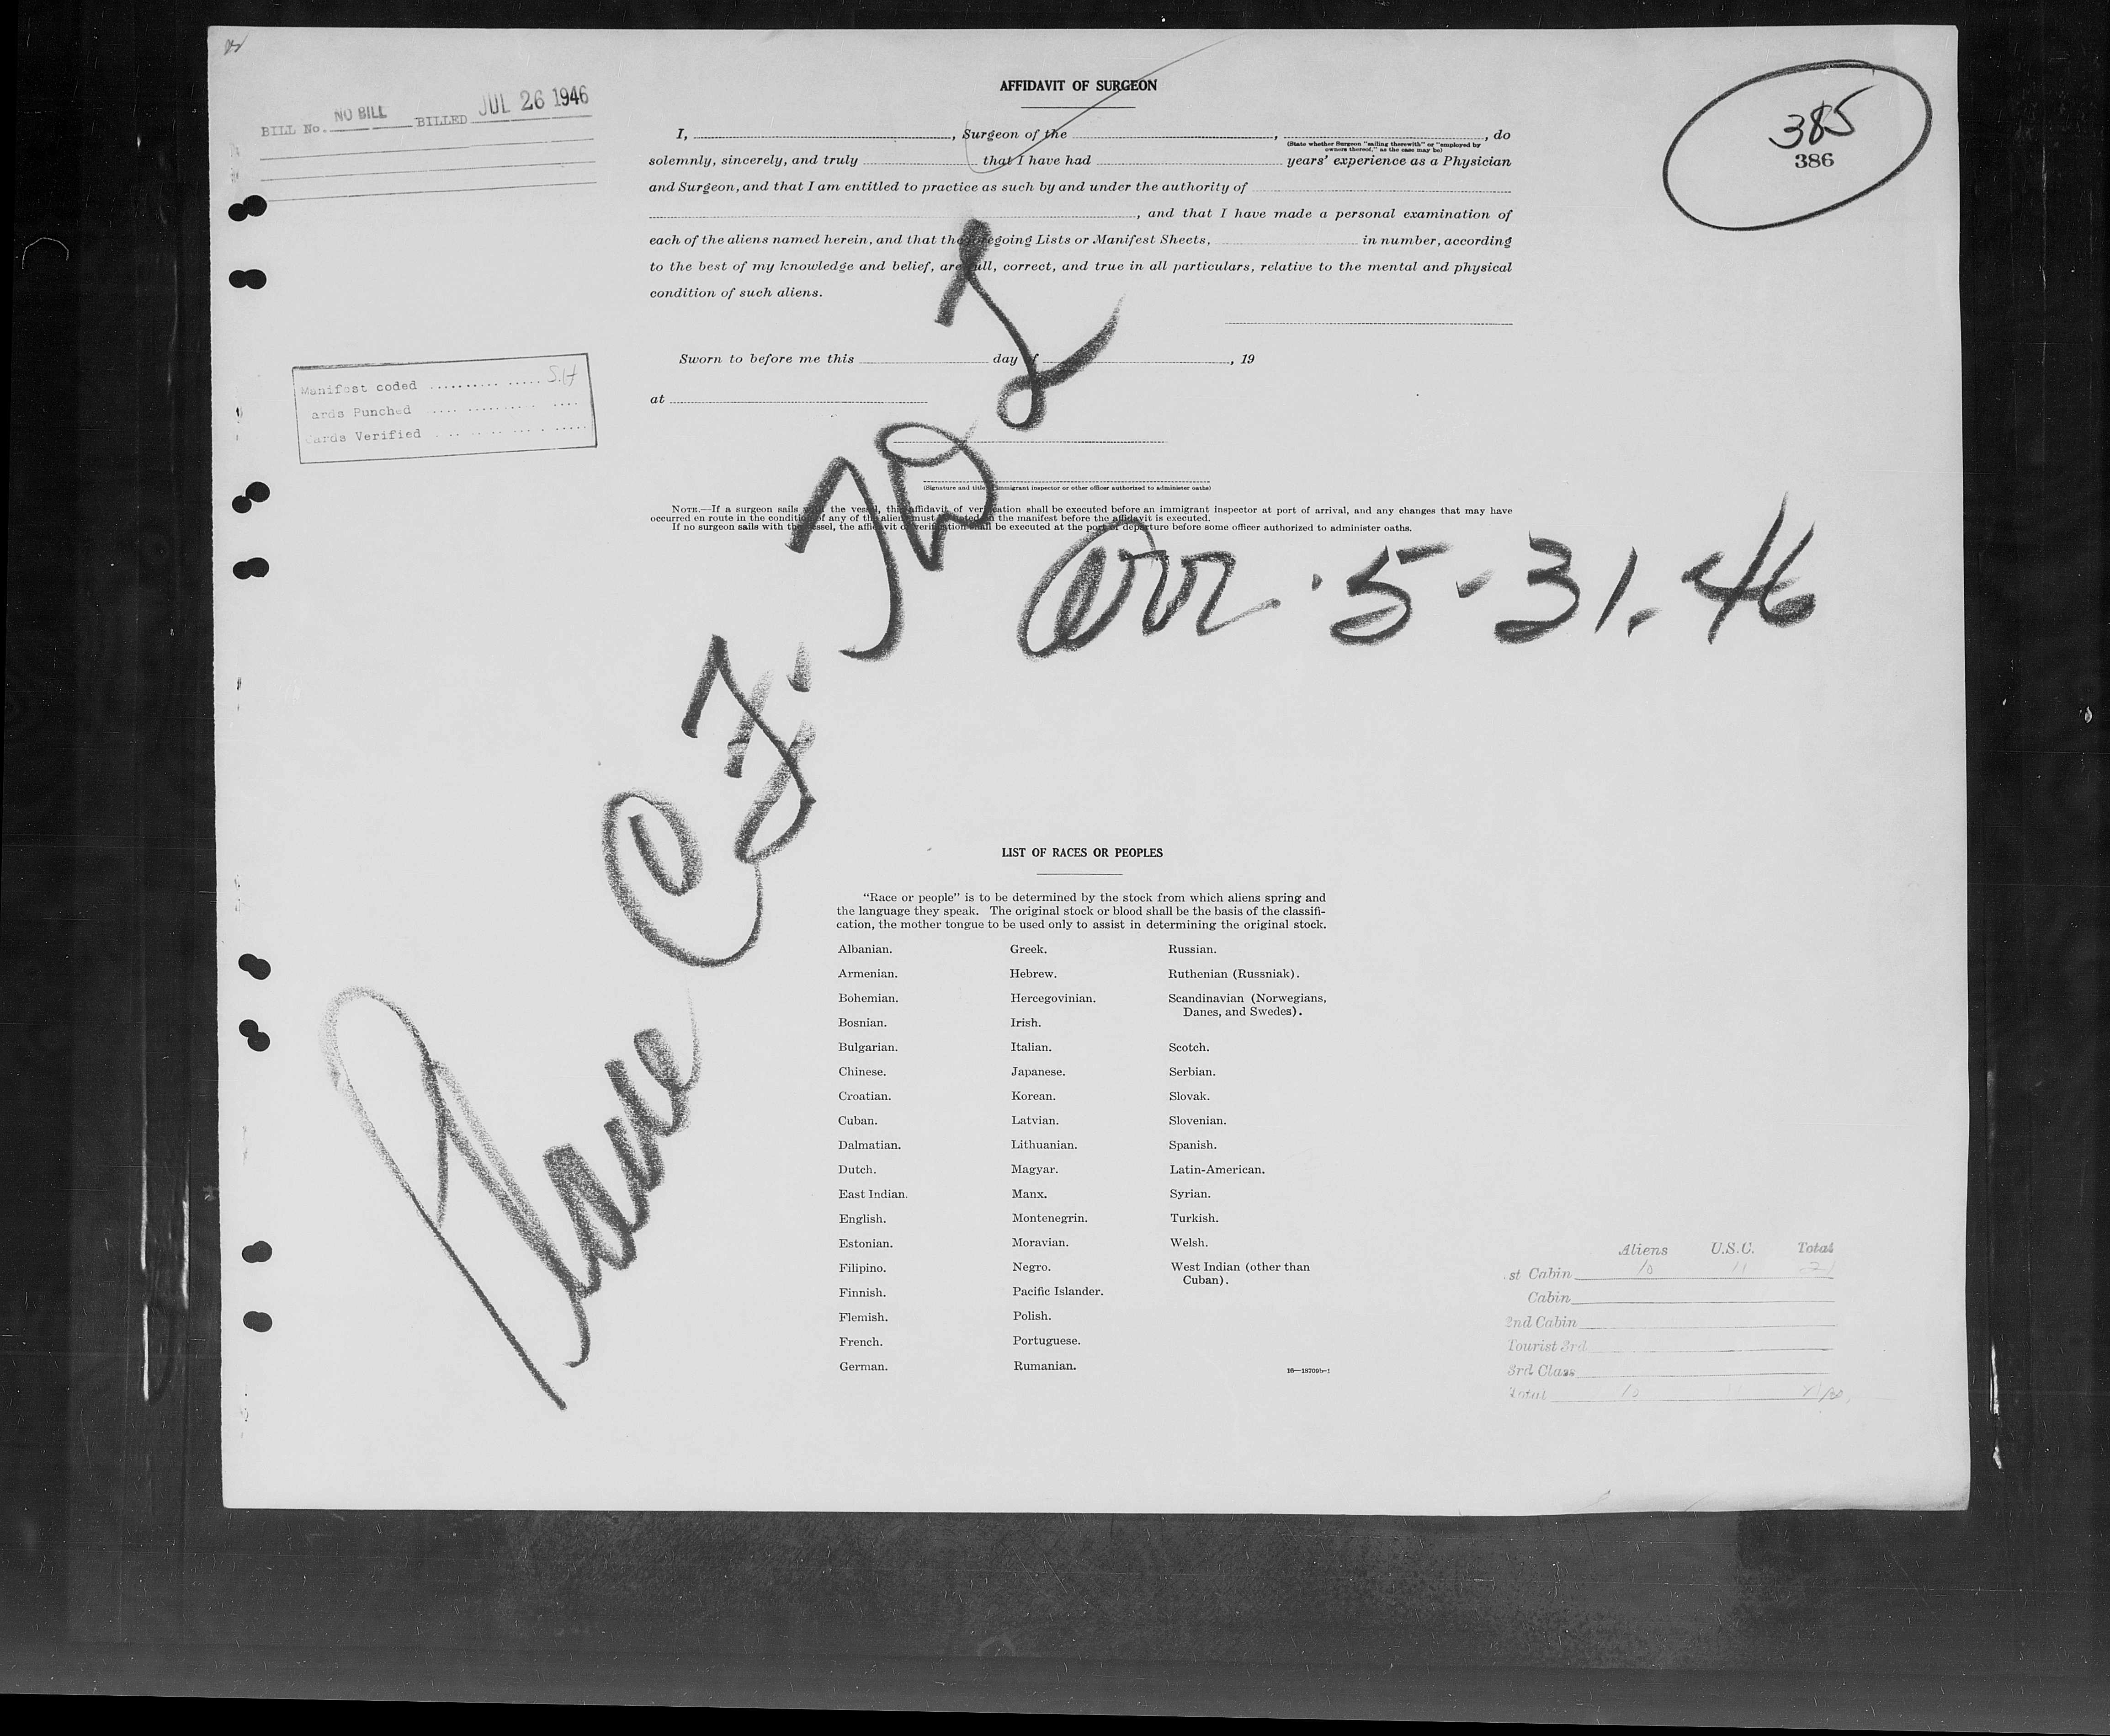 BILL No. NO BILL BILLED JUL 26 1946
385
386
AFFIDAVIT OF SURGEON
I, , Surgeon of the , , do
(State whether Surgeon "sailing therewith" or "employed by
owners thereof," as the case may be)
solemnly, sincerely, and truly that I have had years' experience as a Physician
and Surgeon, and that I am entitled to practice as such by and under the authority of
, and that I have made a personal examination of
each of the aliens named herein, and that the foregoing Lists or Manifest Sheets, in number, according
to the best of my knowledge and belief, are full, correct, and true in all particulars, relative to the mental and physical
condition of such aliens.
Sworn to before me this day of , 19
at
Manifest coded S.H
ards Punched
Cards Verified
(Signature and title of immigrant inspector or other officer authorized to administer oaths)
NOTE.—If a surgeon sails with the vessel, this affidavit of verification shall be executed before an immigrant inspector at port of arrival, and any changes that may have
occurred en route in the condition of any of the aliens must be noted on the manifest before the affidavit is executed.
If no surgeon sails with the vessel, the affidavit of verification shall be executed at the port of departure before some officer authorized to administer oaths.
Arr. 5-31-46
Plane
LIST OF RACES OR PEOPLES
"Race or people" is to be determined by the stock from which aliens spring and
the language they speak. The original stock or blood shall be the basis of the classifi-
cation, the mother tongue to be used only to assist in determining the original stock.
Albanian. Greek. Russian.
Armenian. Hebrew. Ruthenian (Russniak).
Bohemian. Hercegovinian. Scandinavian (Norwegians,
Danes, and Swedes).
Bosnian. Irish.
Bulgarian. Italian. Scotch.
Chinese. Japanese. Serbian.
Croatian. Korean. Slovak.
Cuban. Latvian. Slovenian.
Dalmatian. Lithuanian. Spanish.
Dutch. Magyar. Latin-American.
East Indian. Manx. Syrian.
English. Montenegrin. Turkish.
Estonian. Moravian. Welsh.
Filipino. Negro. West Indian (other than
Cuban).
Finnish. Pacific Islander.
Flemish. Polish.
French. Portuguese.
German. Rumanian.
16—18709b-1
Aliens U.S.C. Total
st Cabin 10 11 21
Cabin
2nd Cabin
Tourist 3rd
3rd Class
Total 10 11